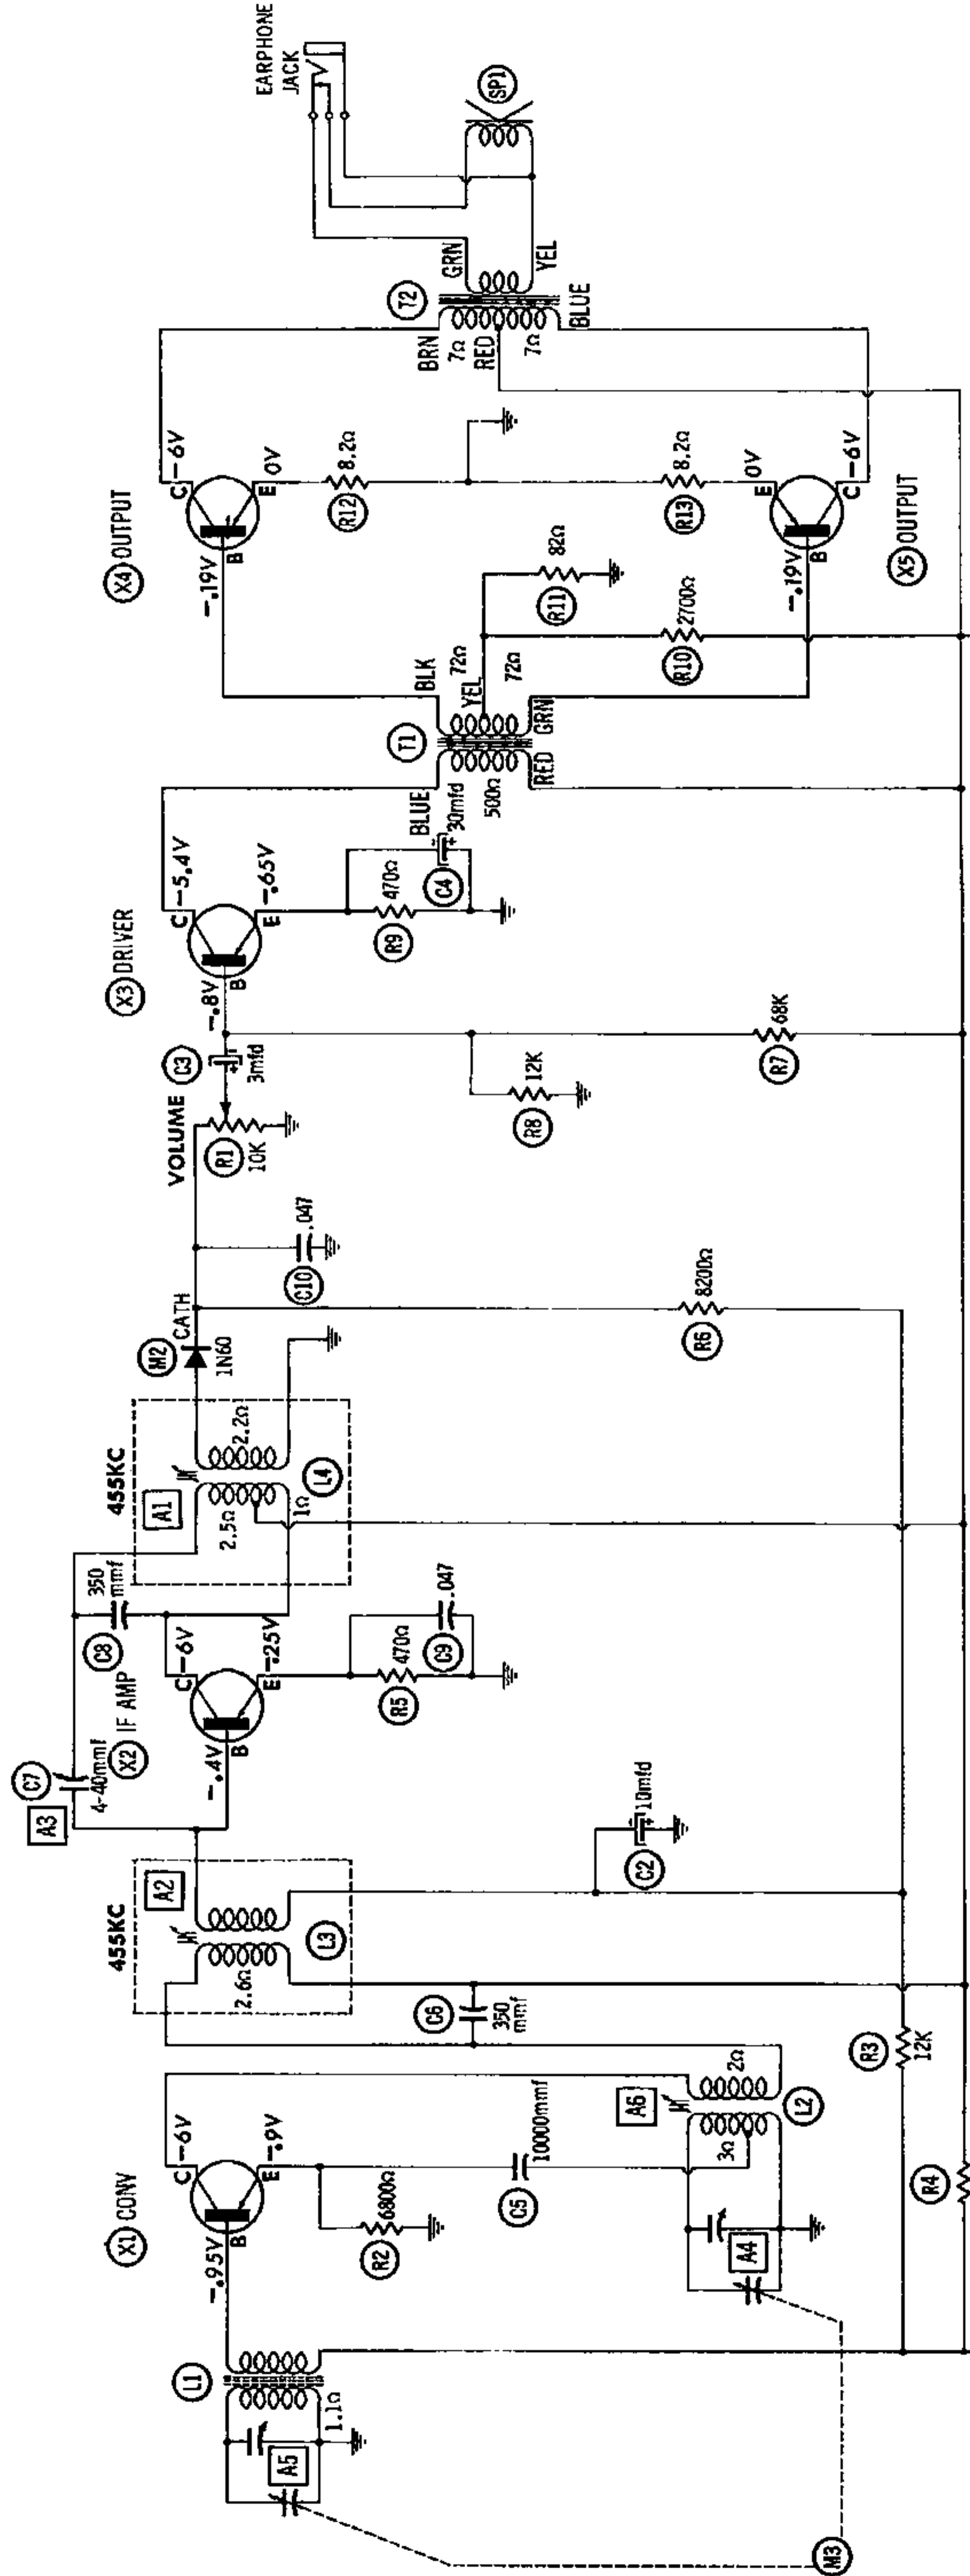 X1 CONV
-.95V
B
C -6V
E -.9V
L1
1.1Ω
A5
M3
R2
6800Ω
C5
10000mmf
A6
3Ω
2Ω
L2
A4
R4
R3
12K
C6
350
mmf
455KC
A2
2.6Ω
L3
A3
C7
4-40mmf
X2 IF AMP
-.4V
B
C -6V
E -.25V
C8
350
mmf
R5
470Ω
C9
.047
C2
10mfd
455KC
A1
2.5Ω
2.2Ω
1Ω
L4
M2
CATH
1N60
C10
.047
R6
8200Ω
VOLUME
R1
10K
C3
3mfd
X3 DRIVER
-.8V
B
C -5.4V
E -.65V
R8
12K
R7
68K
R9
470Ω
C4
30mfd
T1
BLUE
500Ω
RED
BLK
YEL
72Ω
72Ω
GRN
R11
82Ω
R10
2700Ω
X4 OUTPUT
-.19V
B
C -6V
E 0V
R12
8.2Ω
R13
8.2Ω
-.19V
E 0V
B
C -6V
X5 OUTPUT
T2
BRN
7Ω
RED
7Ω
BLUE
GRN
YEL
EARPHONE
JACK
SP1